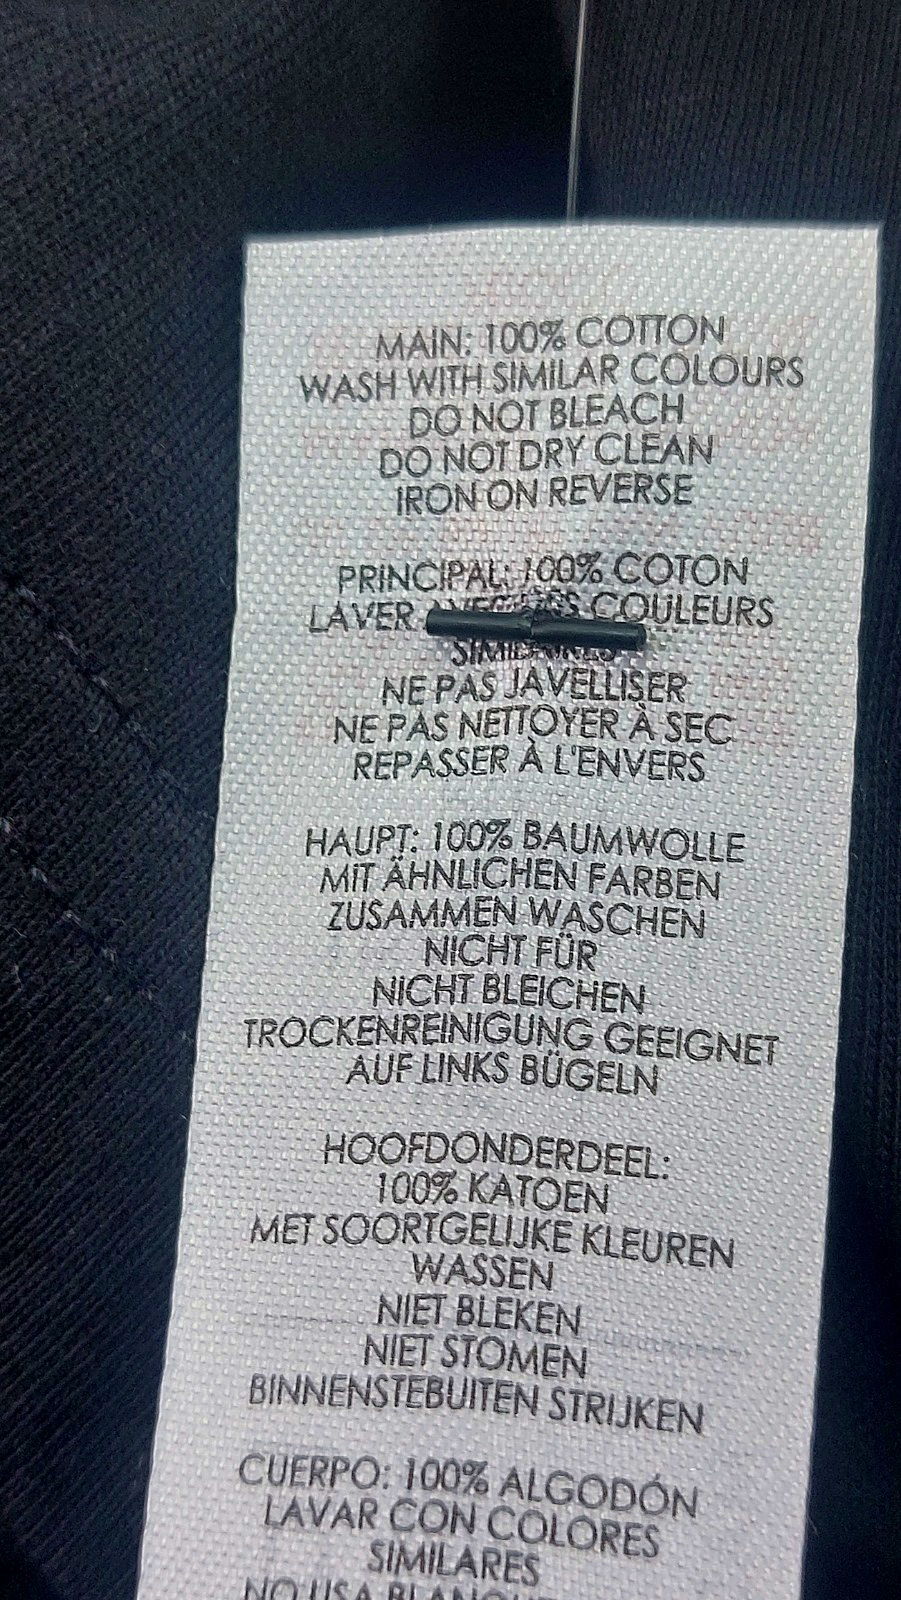 MAIN: 100% COTTON
WASH WITH SIMILAR COLOURS
DO NOT BLEACH
DO NOT DRY CLEAN
IRON ON REVERSE
PRINCIPAL: 100% COTON
LAVER COULEURS
NE PAS JAVELLISER
NE PAS NETTOYER À SEC
REPASSER À L'ENVERS
HAUPT: 100% BAUMWOLLE
MIT ÄHNLICHEN FARBEN
ZUSAMMEN WASCHEN
NICHT FÜR
NICHT BLEICHEN
TROCKENREINIGUNG GEEIGNET
AUF LINKS BÜGELN
HOOFDONDERDEEL:
100% KATOEN
MET SOORTGELIJKE KLEUREN
WASSEN
NIET BLEKEN
NIET STOMEN
BINNENSTEBUITEN STRIJKEN
CUERPO: 100% ALGODÓN
LAVAR CON COLORES
SIMILARES
NO USA